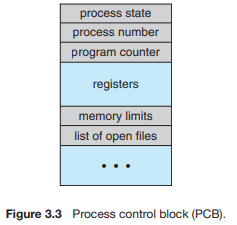 process state
process number
program counter
registers
memory limits
list of open files
• • •
Figure 3.3 Process control block (PCB).